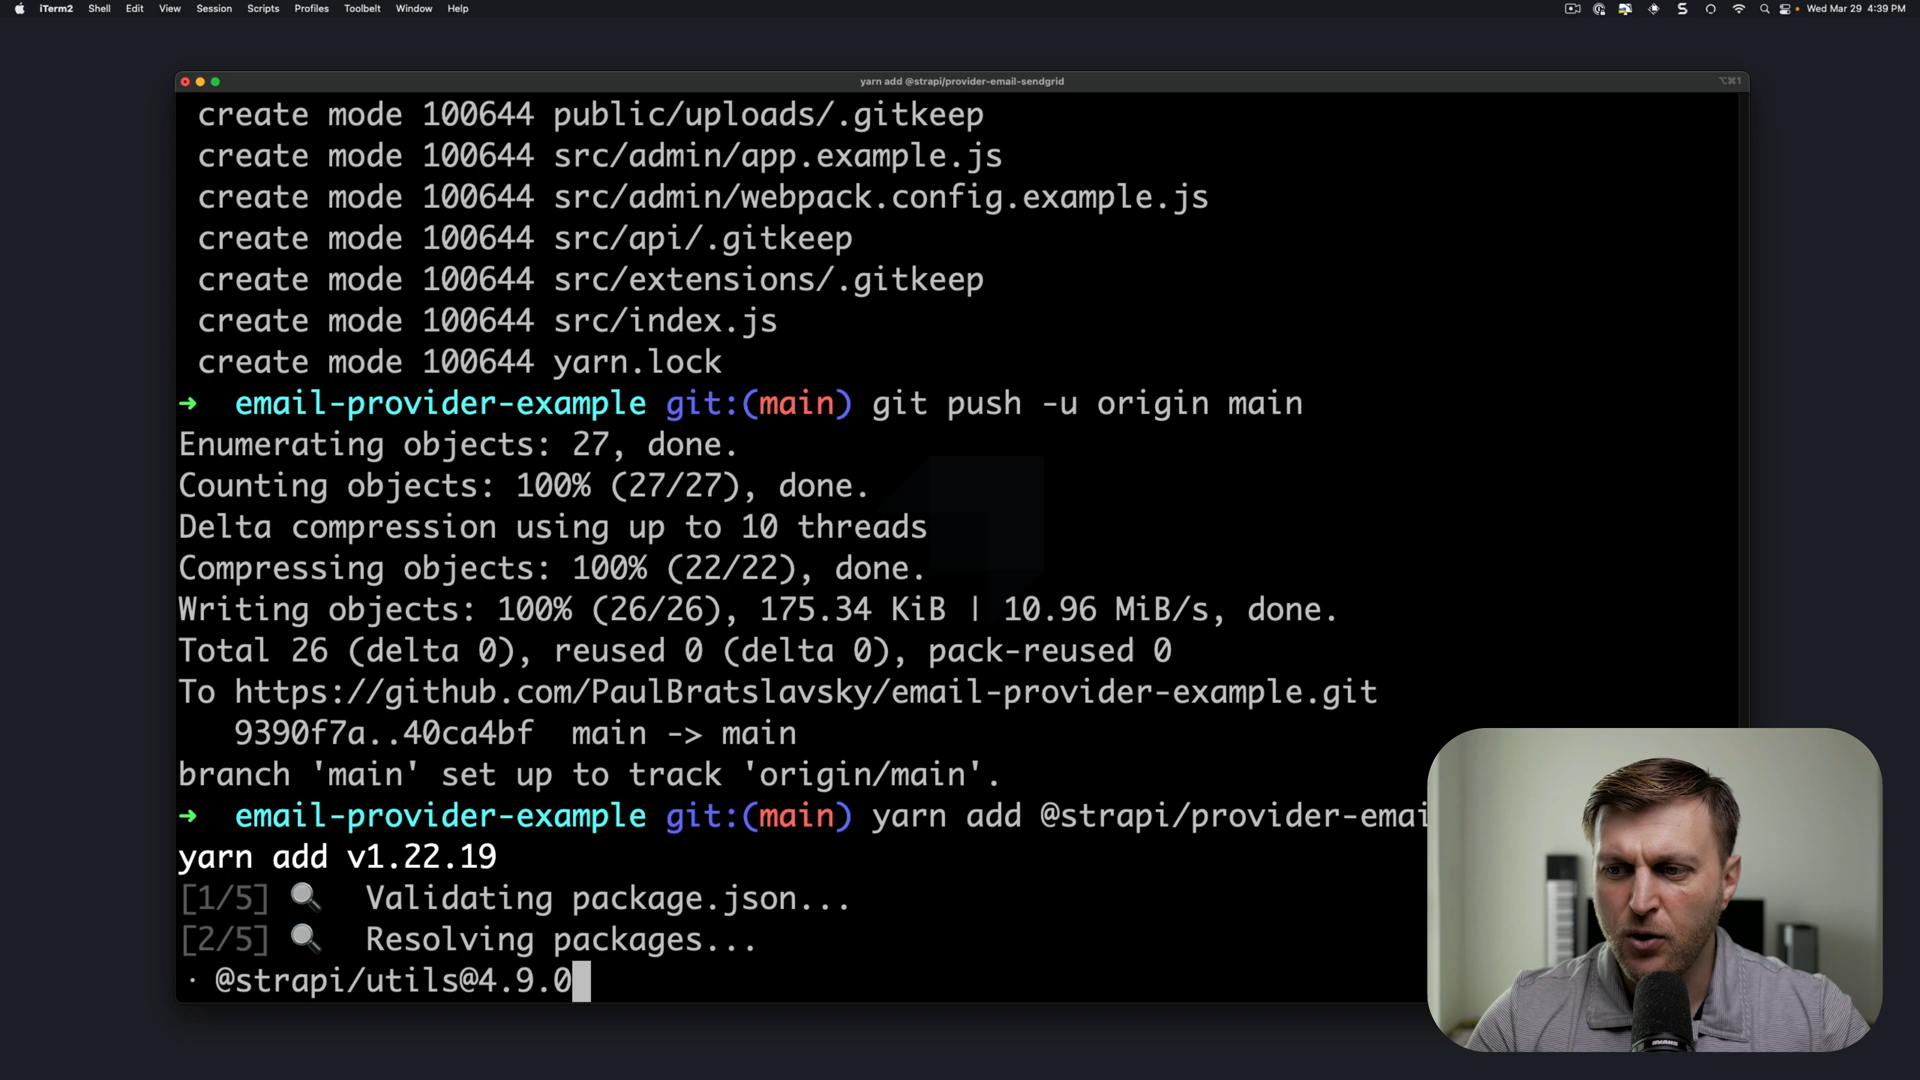 iTerm2 Shell Edit View Session Scripts Profiles Toolbelt Window Help Wed Mar 29 4:39 PM
yarn add @strapi/provider-email-sendgrid ⌥⌘1
create mode 100644 public/uploads/.gitkeep
create mode 100644 src/admin/app.example.js
create mode 100644 src/admin/webpack.config.example.js
create mode 100644 src/api/.gitkeep
create mode 100644 src/extensions/.gitkeep
create mode 100644 src/index.js
create mode 100644 yarn.lock
➜ email-provider-example git:(main) git push -u origin main
Enumerating objects: 27, done.
Counting objects: 100% (27/27), done.
Delta compression using up to 10 threads
Compressing objects: 100% (22/22), done.
Writing objects: 100% (26/26), 175.34 KiB | 10.96 MiB/s, done.
Total 26 (delta 0), reused 0 (delta 0), pack-reused 0
To https://github.com/PaulBratslavsky/email-provider-example.git
9390f7a..40ca4bf main -> main
branch 'main' set up to track 'origin/main'.
➜ email-provider-example git:(main) yarn add @strapi/provider-emai
yarn add v1.22.19
[1/5] 🔍 Validating package.json...
[2/5] 🔍 Resolving packages...
· @strapi/utils@4.9.0